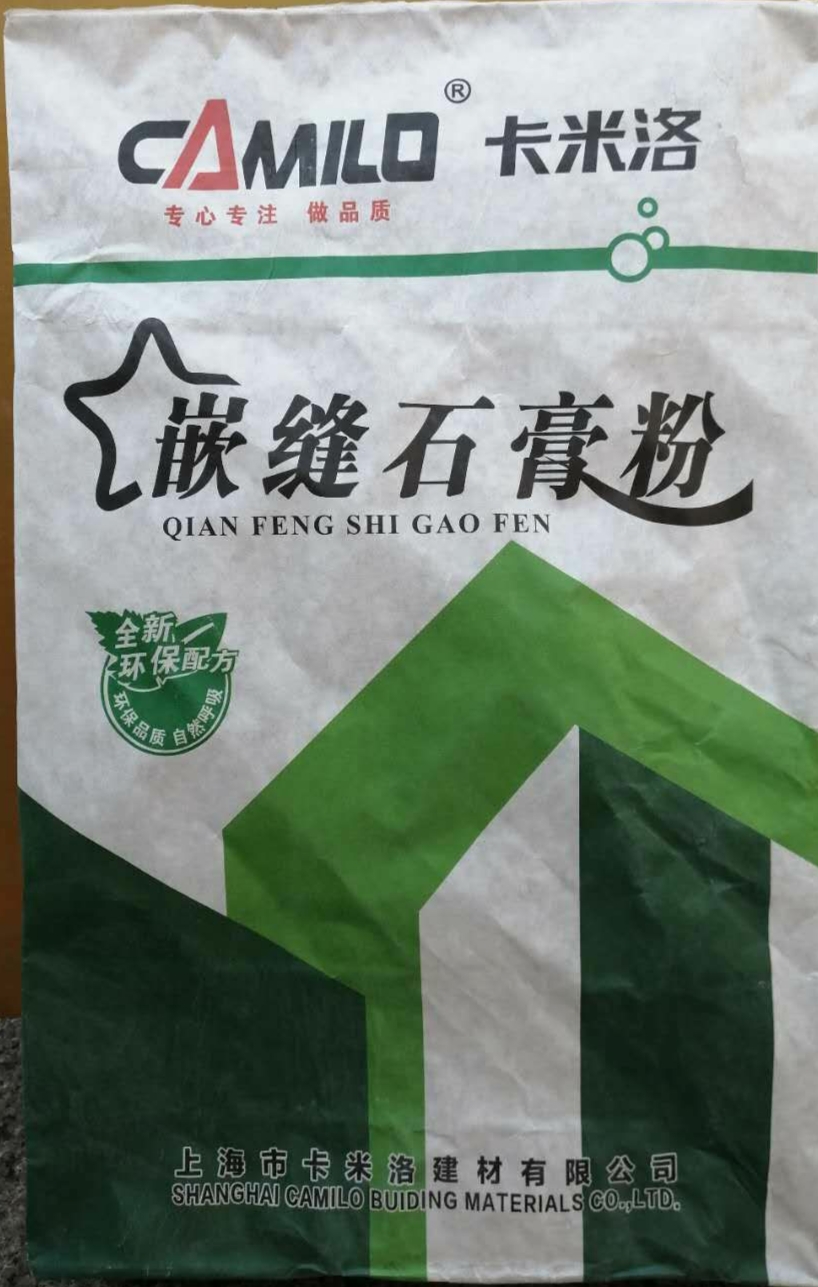 CAMILO® 卡米洛
专心专注 做品质
嵌缝石膏粉
QIAN FENG SHI GAO FEN
全新
环保配方
环保品质 自然呼吸
上海市卡米洛建材有限公司
SHANGHAI CAMILO BUIDING MATERIALS CO.,LTD.